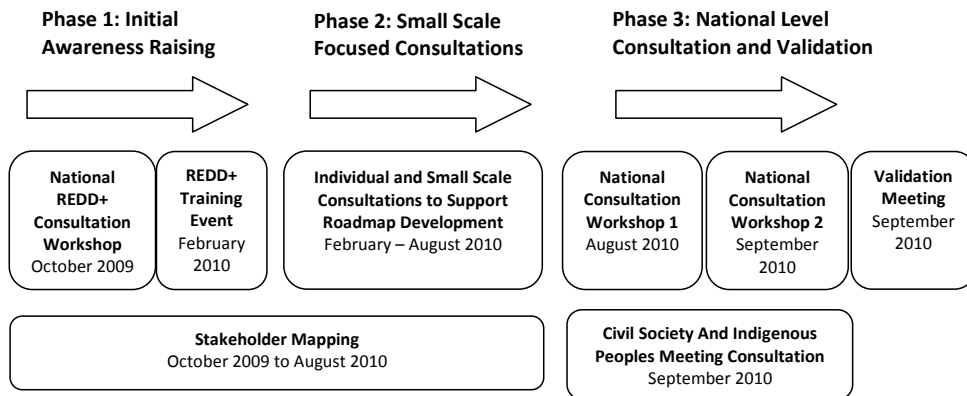 Phase 1: Initial
Awareness Raising
Phase 2: Small Scale
Focused Consultations
Phase 3: National Level
Consultation and Validation
National
REDD+
Consultation
Workshop
October 2009
REDD+
Training
Event
February
2010
Individual and Small Scale
Consultations to Support
Roadmap Development
February – August 2010
National
Consultation
Workshop 1
August 2010
National
Consultation
Workshop 2
September
2010
Validation
Meeting
September
2010
Stakeholder Mapping
October 2009 to August 2010
Civil Society And Indigenous
Peoples Meeting Consultation
September 2010